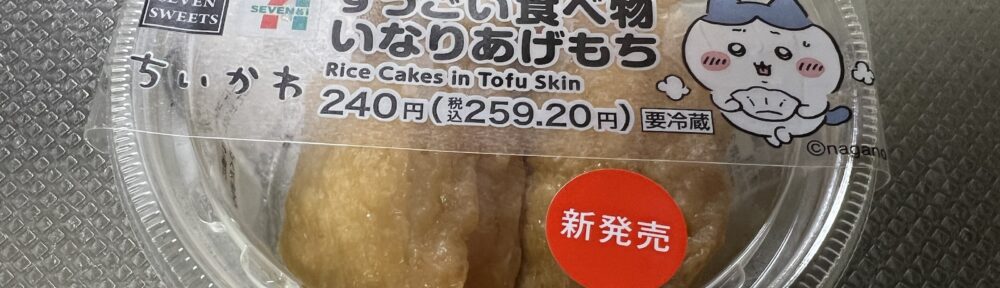 SEVEN
SWEETS
SEVEN&i
すっごい食べ物
いなりあげもち
ちいかわ
Rice Cakes in Tofu Skin
240円(税込259.20円) 要冷蔵
©nagano
新発売